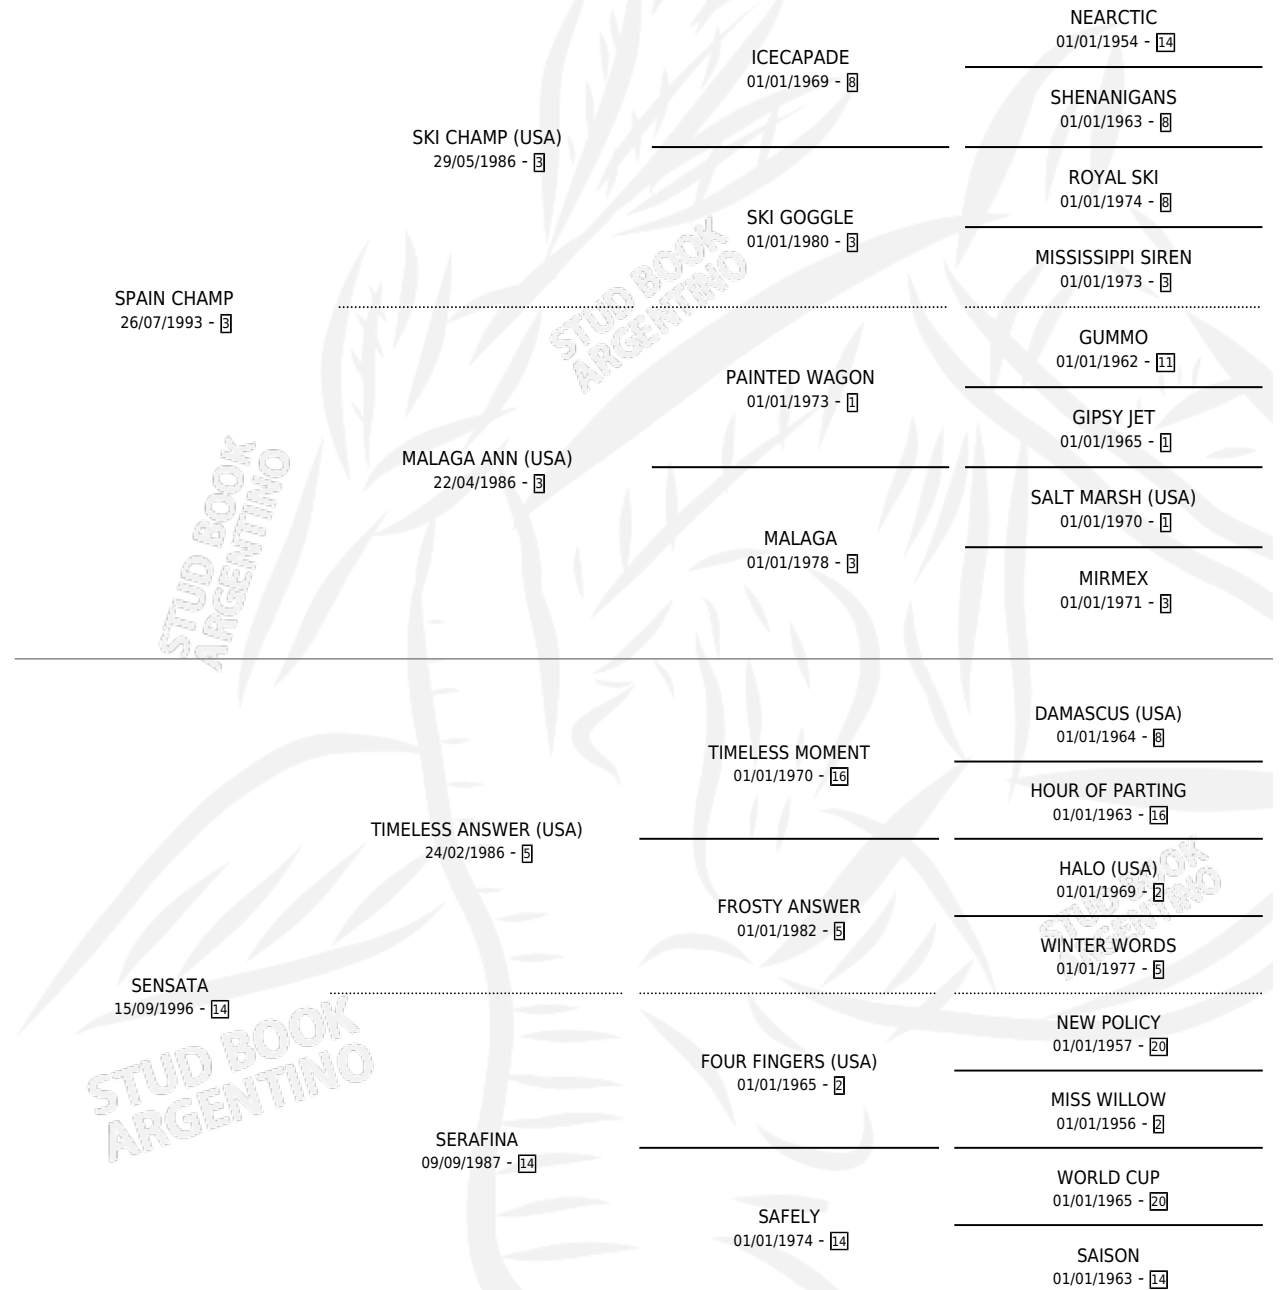 NEARCTIC
01/01/1954 - 14
ICECAPADE
01/01/1969 - 8
SHENANIGANS
01/01/1963 - 8
SKI CHAMP (USA)
29/05/1986 - 3
ROYAL SKI
01/01/1974 - 8
SKI GOGGLE
01/01/1980 - 3
MISSISSIPPI SIREN
01/01/1973 - 3
SPAIN CHAMP
26/07/1993 - 3
STUD BOOK
ARGENTINO
GUMMO
01/01/1962 - 11
PAINTED WAGON
01/01/1973 - 1
GIPSY JET
01/01/1965 - 1
MALAGA ANN (USA)
22/04/1986 - 3
SALT MARSH (USA)
01/01/1970 - 1
MALAGA
01/01/1978 - 3
MIRMEX
01/01/1971 - 3
STUD BOOK
ARGENTINO
DAMASCUS (USA)
01/01/1964 - 8
TIMELESS MOMENT
01/01/1970 - 16
HOUR OF PARTING
01/01/1963 - 16
TIMELESS ANSWER (USA)
24/02/1986 - 5
HALO (USA)
01/01/1969 - 2
FROSTY ANSWER
01/01/1982 - 5
WINTER WORDS
01/01/1977 - 5
STUD BOOK
ARGENTINO
SENSATA
15/09/1996 - 14
NEW POLICY
01/01/1957 - 20
FOUR FINGERS (USA)
01/01/1965 - 2
MISS WILLOW
01/01/1956 - 2
STUD BOOK
ARGENTINO
SERAFINA
09/09/1987 - 14
WORLD CUP
01/01/1965 - 20
SAFELY
01/01/1974 - 14
SAISON
01/01/1963 - 14